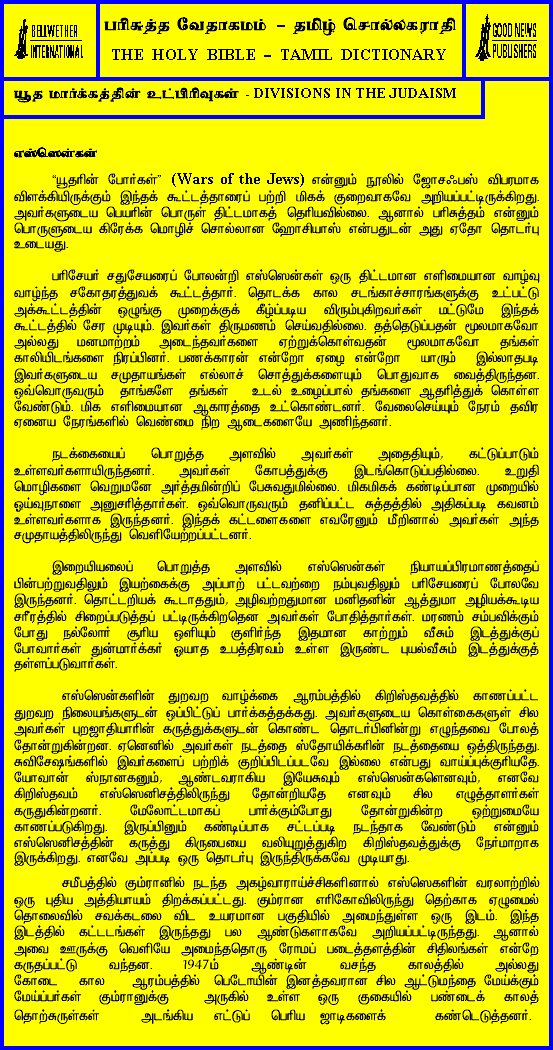 BELLWETHER
INTERNATIONAL
பரிசுத்த வேதாகமம் – தமிழ் சொல்லகராதி
THE HOLY BIBLE – TAMIL DICTIONARY
GOOD NEWS
PUBLISHERS
யூத மார்க்கத்தின் உட்பிரிவுகள் - DIVISIONS IN THE JUDAISM
ஏஸ்ஸென்கள்
“யூதரின் போர்கள்” (Wars of the Jews) என்னும் நூலில் ஜோசஃபஸ் விபரமாக
விளக்கியிருக்கும் இந்தக் கூட்டத்தாரைப் பற்றி மிகக் குறைவாகவே அறியப்பட்டிருக்கிறது.
அவர்களுடைய பெயரின் பொருள் திட்டமாகத் தெரியவில்லை. ஆனால் பரிசுத்தம் என்னும்
பொருளுடைய கிரேக்க மொழிச் சொல்லான ஹோசியாஸ் என்பதுடன் அது ஏதோ தொடர்பு
உடையது.
பரிசேயர் சதுசேயரைப் போலன்றி எஸ்ஸென்கள் ஒரு திட்டமான எளிமையான வாழ்வு
வாழ்ந்த சகோதரத்துவக் கூட்டத்தார். தொடக்க கால சடங்காச்சாரங்களுக்கு உட்பட்டு
அக்கூட்டத்தின் ஒழுங்கு முறைக்குக் கீழ்ப்படிய விரும்புகிறவர்கள் மட்டுமே இந்தக்
கூட்டத்தில் சேர முடியும். இவர்கள் திருமணம் செய்வதில்லை. தத்தெடுப்பதன் மூலமாகவோ
அல்லது மனமாற்றம் அடைந்தவர்களை ஏற்றுக்கொள்வதன் மூலமாகவோ தங்கள்
காலியிடங்களை நிரப்பினர். பணக்காரன் என்றோ ஏழை என்றோ யாரும் இல்லாதபடி
இவர்களுடைய சமுதாயங்கள் எல்லாச் சொத்துக்களையும் பொதுவாக வைத்திருந்தன.
ஒவ்வொருவரும் தாங்களே தங்கள் உடல் உழைப்பால் தங்களை ஆதரித்துக் கொள்ள
வேண்டும். மிக எளிமையான ஆகாரத்தை உட்கொண்டனர். வேலைசெய்யும் நேரம் தவிர
ஏனைய நேரங்களில் வெண்மை நிற ஆடைகளையே அணிந்தனர்.
நடக்கையைப் பொறுத்த அளவில் அவர்கள் அமைதியும், கட்டுப்பாடும்
உள்ளவர்களாயிருந்தனர். அவர்கள் கோபத்துக்கு இடங்கொடுப்பதில்லை. உறுதி
மொழிகளை வெறுமனே அர்த்தமின்றிப் பேசுவதுமில்லை. மிகமிகக் கண்டிப்பான முறையில்
ஓய்வுநாளை அனுசரித்தார்கள். ஒவ்வொருவரும் தனிப்பட்ட சுத்தத்தில் அதிகப்படி கவனம்
உள்ளவர்களாக இருந்தனர். இந்தக் கட்டளைகளை எவரேனும் மீறினால் அவர்கள் அந்த
சமுதாயத்திலிருந்து வெளியேற்றப்பட்டனர்.
இறையியலைப் பொறுத்த அளவில் எஸ்ஸென்கள் நியாயப்பிரமாணத்தைப்
பின்பற்றுவதிலும் இயற்கைக்கு அப்பாற் பட்டவற்றை நம்புவதிலும் பரிசேயரைப் போலவே
இருந்தனர். தொட்டறியக் கூடாததும், அழிவற்றதுமான மனிதனின் ஆத்துமா அழியக்கூடிய
சரீரத்தில் சிறைப்படுத்தப் பட்டிருக்கிறதென அவர்கள் போதித்தார்கள். மரணம் சம்பவிக்கும்
போது நல்லோர் சூரிய ஒளியும் குளிர்ந்த இதமான காற்றும் வீசும் இடத்துக்குப்
போவார்கள் துன்மார்க்கர் ஓயாத உபத்திரவம் உள்ள இருண்ட புயல்வீசும் இடத்துக்குத்
தள்ளப்படுவார்கள்.
எஸ்ஸென்களின் துறவற வாழ்க்கை ஆரம்பத்தில் கிறிஸ்தவத்தில் காணப்பட்ட
துறவற நிலையங்களுடன் ஒப்பிட்டுப் பார்க்கத்தக்கது. அவர்களுடைய கொள்கைகளுள் சில
அவர்கள் புறஜாதியாரின் கருத்துக்களுடன் கொண்ட தொடர்பினின்று எழுந்தவை போலத்
தோன்றுகின்றன. ஏனெனில் அவர்கள் நடத்தை ஸ்தோயிக்கரின் நடத்தையை ஒத்திருந்தது.
சுவிசேஷங்களில் இவர்களைப் பற்றிக் குறிப்பிடப்படவே இல்லை என்பது வாய்ப்புக்குரியதே.
யோவான் ஸ்நானகனும், ஆண்டவராகிய இயேசுவும் எஸ்ஸென்களெனவும், எனவே
கிறிஸ்தவம் எஸ்ஸெனிசத்திலிருந்து தோன்றியதே எனவும் சில எழுத்தாளர்கள்
கருதுகின்றனர். மேலோட்டமாகப் பார்க்கும்போது தோன்றுகின்ற ஒற்றுமையே
காணப்படுகிறது. இருப்பினும் கண்டிப்பாக சட்டப்படி நடந்தாக வேண்டும் என்னும்
எஸ்ஸெனிசத்தின் கருத்து கிருபையை வலியுறுத்துகிற கிறிஸ்தவத்துக்கு நேர்மாறாக
இருக்கிறது. எனவே அப்படி ஒரு தொடர்பு இருந்திருக்கவே முடியாது.
சமீபத்தில் கும்ரானில் நடந்த அகழ்வாராய்ச்சிகளினால் எஸ்ஸெகளின் வரலாற்றில்
ஒரு புதிய அத்தியாயம் திறக்கப்பட்டது. கும்ரான எரிகோவிலிருந்து தெற்காக ஏழுமைல்
தொலைவில் சவக்கடலை விட உயரமான பகுதியில் அமைந்துள்ள ஒரு இடம். இந்த
இடத்தில் கட்டடங்கள் இருந்தது பல ஆண்டுகளாகவே அறியப்பட்டிருந்தது. ஆனால்
அவை ஊருக்கு வெளியே அமைந்ததொரு ரோமப் படைத்தளத்தின் சிதிலங்கள் என்றே
கருதப்பட்டு வந்தன. 1947ம் ஆண்டின் வசந்த காலத்தில் அல்லது
கோடை கால ஆரம்பத்தில் பெடோயின் இனத்தவரான சில ஆட்டுமந்தை மேய்க்கும்
மேய்ப்பர்கள் கும்ரானுக்கு அருகில் உள்ள ஒரு குகையில் பண்டைக் காலத்
தொற்சுருள்கள் அடங்கிய எட்டுப் பெரிய ஜாடிகளைக் கண்டெடுத்தனர்.